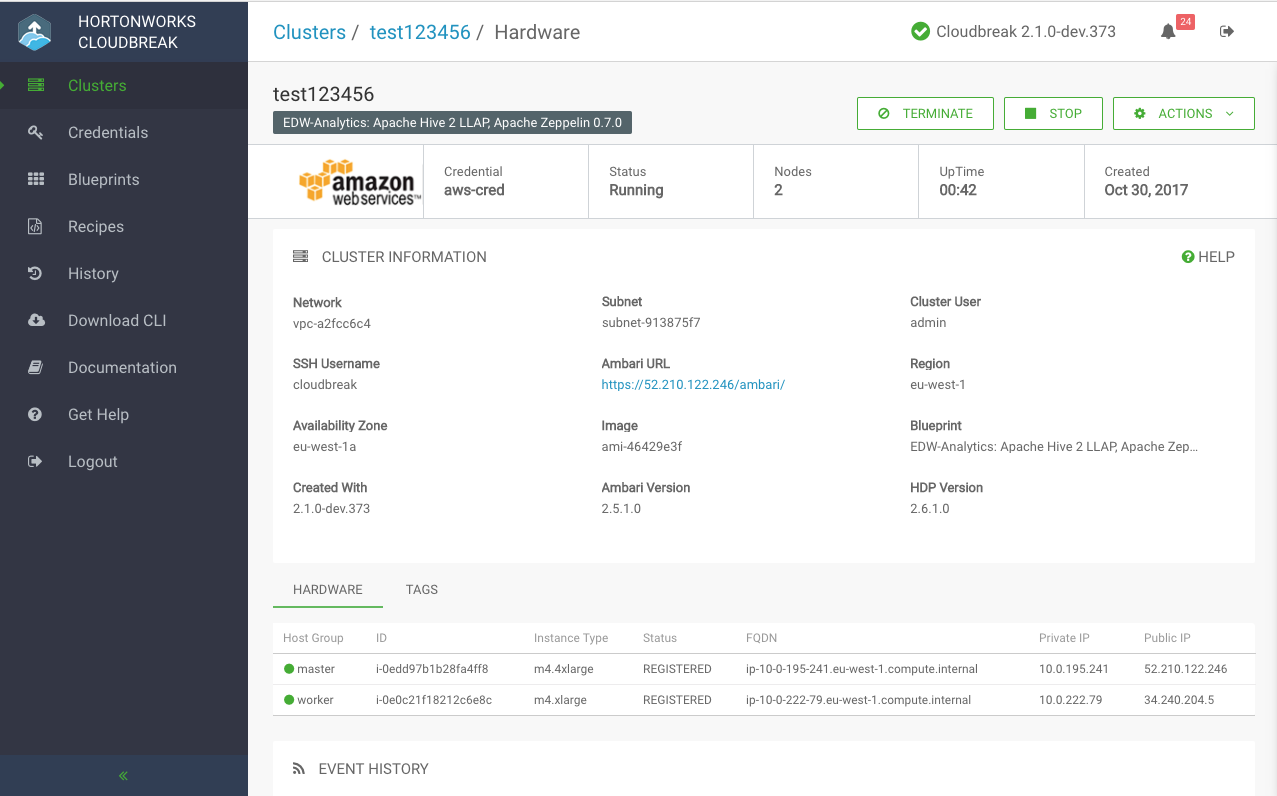 HORTONWORKS
CLOUDBREAK
Clusters / test123456 / Hardware
Cloudbreak 2.1.0-dev.373
24
Clusters
Credentials
Blueprints
Recipes
History
Download CLI
Documentation
Get Help
Logout
test123456
EDW-Analytics: Apache Hive 2 LLAP, Apache Zeppelin 0.7.0
TERMINATE
STOP
ACTIONS
amazon
webservices™
Credential
aws-cred
Status
Running
Nodes
2
UpTime
00:42
Created
Oct 30, 2017
CLUSTER INFORMATION
HELP
Network
vpc-a2fcc6c4
Subnet
subnet-913875f7
Cluster User
admin
SSH Username
cloudbreak
Ambari URL
https://52.210.122.246/ambari/
Region
eu-west-1
Availability Zone
eu-west-1a
Image
ami-46429e3f
Blueprint
EDW-Analytics: Apache Hive 2 LLAP, Apache Zep...
Created With
2.1.0-dev.373
Ambari Version
2.5.1.0
HDP Version
2.6.1.0
HARDWARE TAGS
Host Group ID Instance Type Status FQDN Private IP Public IP
master i-0edd97b1b28fa4ff8 m4.4xlarge REGISTERED ip-10-0-195-241.eu-west-1.compute.internal 10.0.195.241 52.210.122.246
worker i-0e0c21f18212c6e8c m4.xlarge REGISTERED ip-10-0-222-79.eu-west-1.compute.internal 10.0.222.79 34.240.204.5
EVENT HISTORY